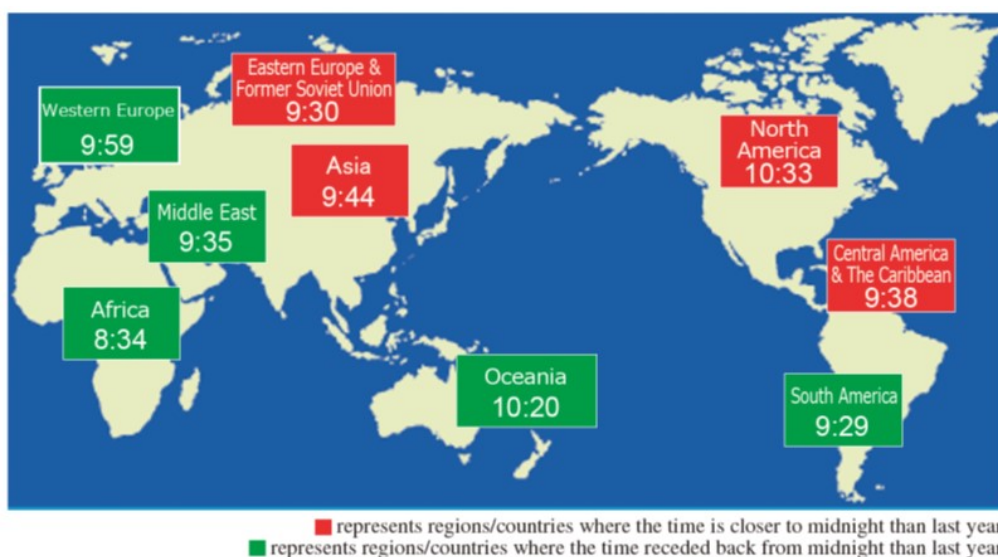 Eastern Europe &
Former Soviet Union
9:30
Western Europe
9:59
North
America
10:33
Asia
9:44
Middle East
9:35
Central America
& The Caribbean
9:38
Africa
8:34
Oceania
10:20
South America
9:29
represents regions/countries where the time is closer to midnight than last year
represents regions/countries where the time receded back from midnight than last year